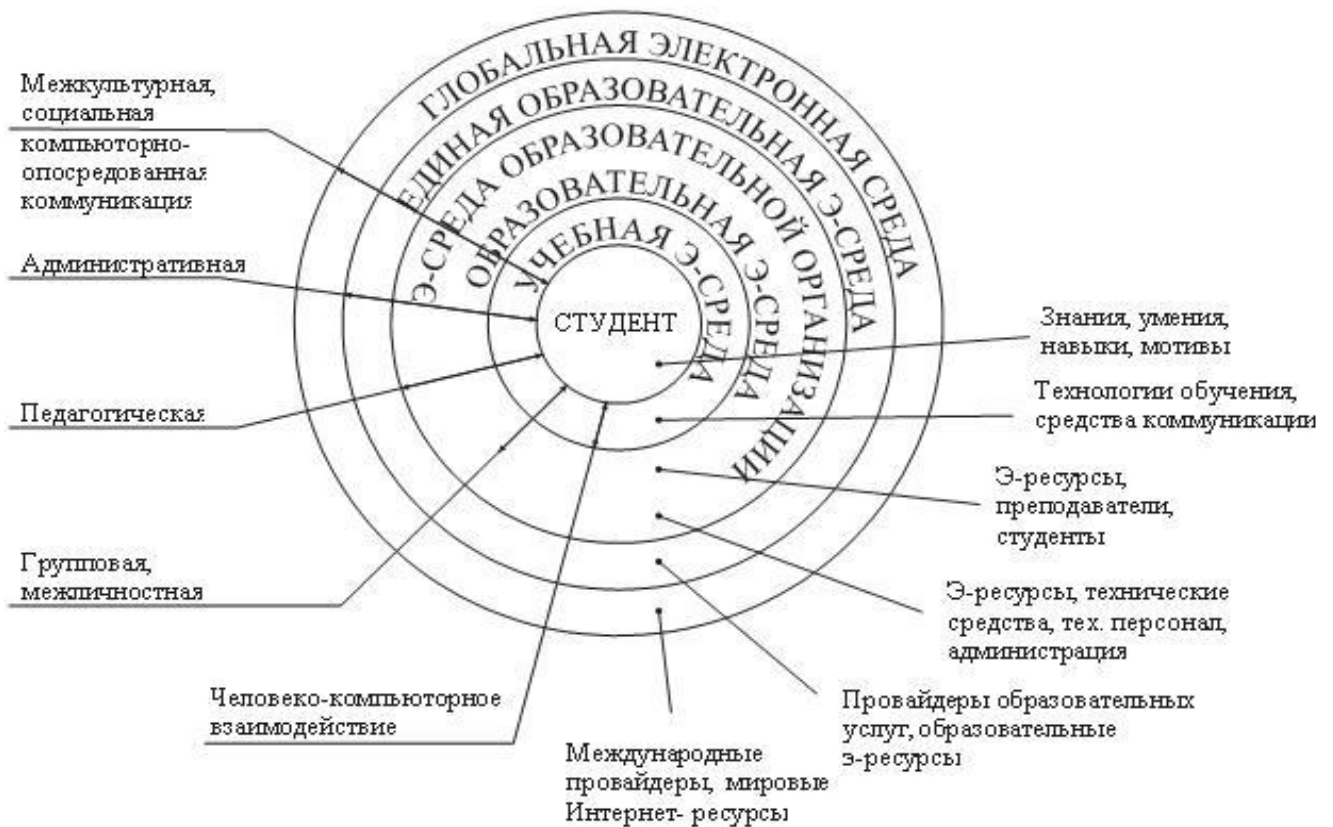 ГЛОБАЛЬНАЯ ЭЛЕКТРОННАЯ СРЕДА
ЕДИНАЯ ОБРАЗОВАТЕЛЬНАЯ Э-СРЕДА
Э-СРЕДА ОБРАЗОВАТЕЛЬНОЙ ОРГАНИЗАЦИИ
ОБРАЗОВАТЕЛЬНАЯ Э-СРЕДА
УЧЕБНАЯ Э-СРЕДА
СТУДЕНТ
Межкультурная,
социальная
компьюторно-
опосредованная
коммуникация
Административная
Педагогическая
Групповая,
межличностная
Человеко-компьюторное
взаимодействие
Знания, умения,
навыки, мотивы
Технологии обучения,
средства коммуникации
Э-ресурсы,
преподаватели,
студенты
Э-ресурсы, технические
средства, тех. персонал,
администрация
Провайдеры образовательных
услуг, образовательные
э-ресурсы
Международные
провайдеры, мировые
Интернет- ресурсы